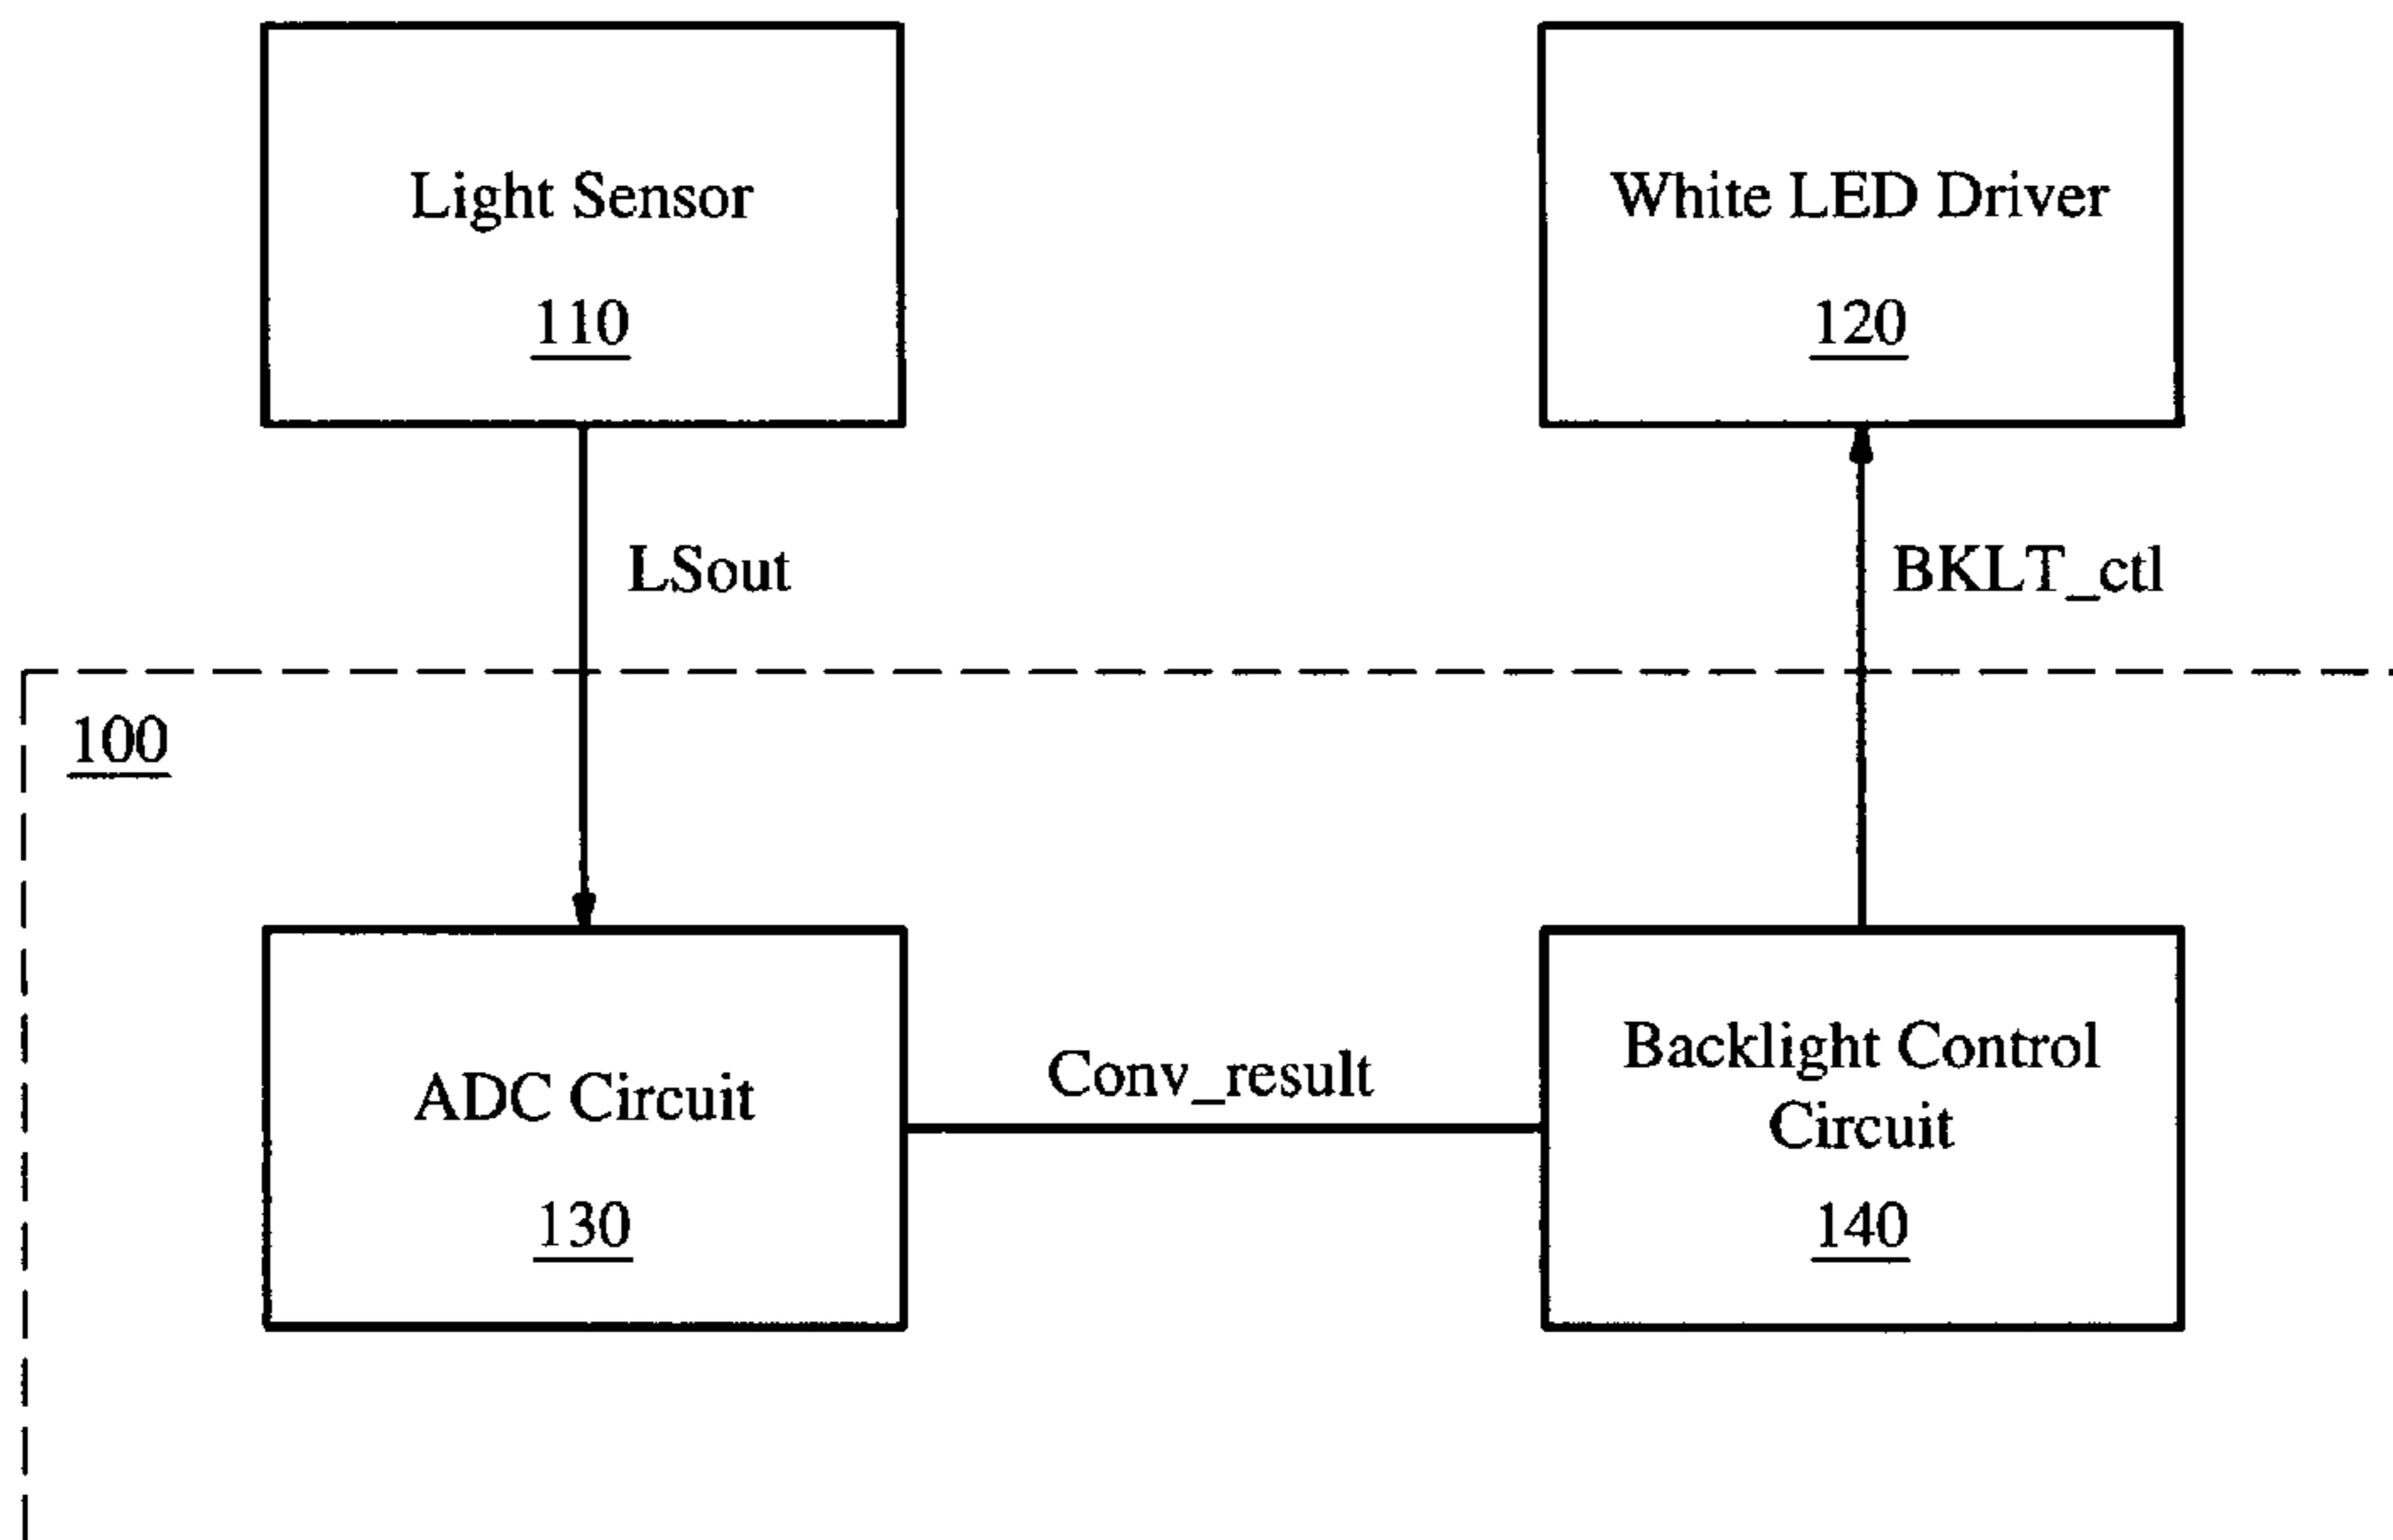 Light Sensor
110
White LED Driver
120
LSout
BKLT_ctl
100
ADC Circuit
130
Conv_result
Backlight Control
Circuit
140